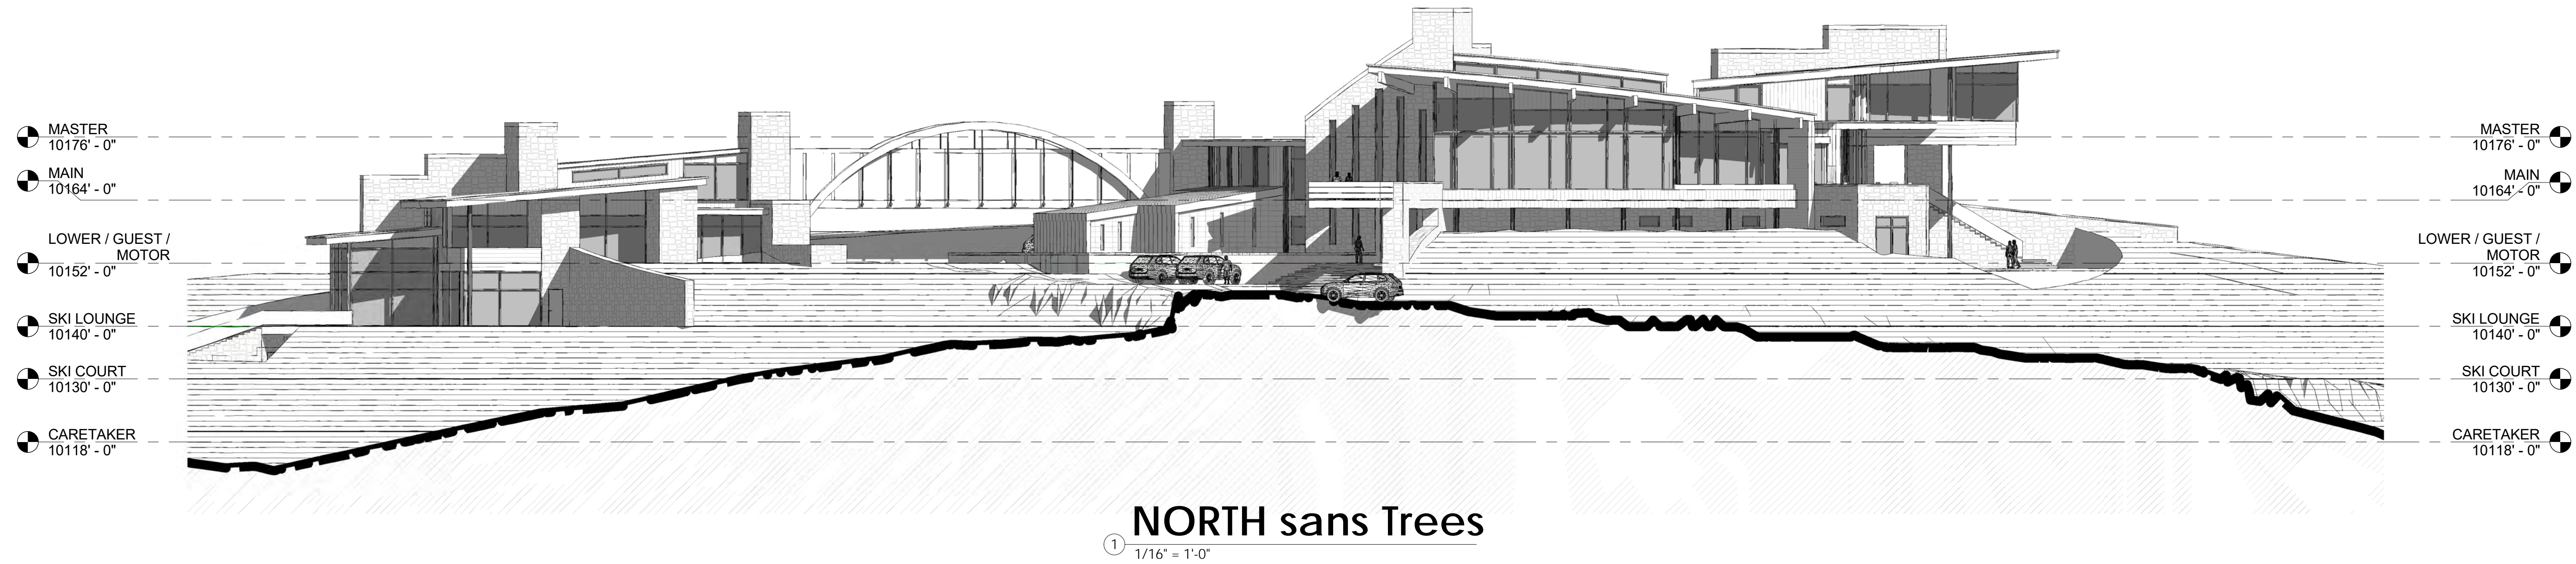 MASTER
10176' - 0"
MAIN
10164' - 0"
LOWER / GUEST /
MOTOR
10152' - 0"
SKI LOUNGE
10140' - 0"
SKI COURT
10130' - 0"
CARETAKER
10118' - 0"
MASTER
10176' - 0"
MAIN
10164' - 0"
LOWER / GUEST /
MOTOR
10152' - 0"
SKI LOUNGE
10140' - 0"
SKI COURT
10130' - 0"
CARETAKER
10118' - 0"
NORTH sans Trees
1
1/16" = 1'-0"